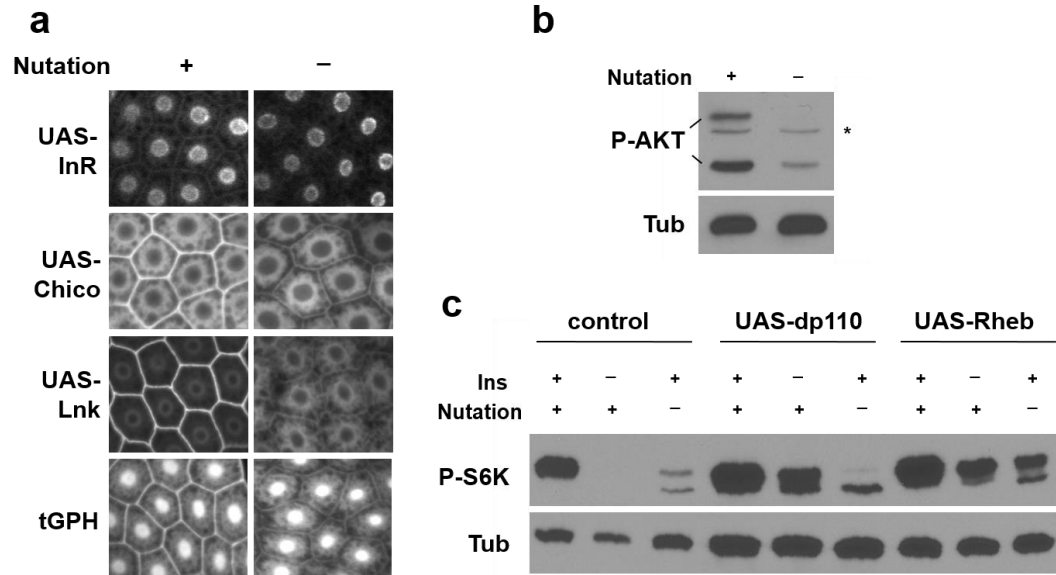 a
Nutation + −
UAS-
InR
UAS-
Chico
UAS-
Lnk
tGPH
b
Nutation + −
P-AKT *
Tub
c
control UAS-dp110 UAS-Rheb
Ins + − + + − + + − +
Nutation + + − + + − + + −
P-S6K
Tub